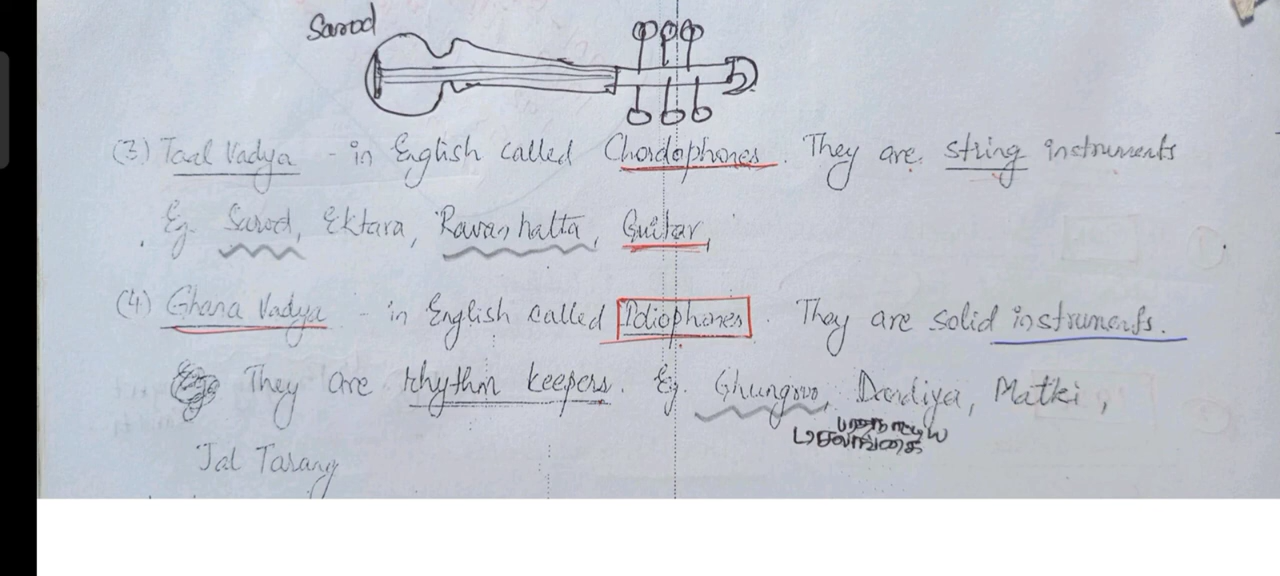 Sarod
(3) Taal Vadya - in English called Chordophones. They are string instruments
Eg. Sarod, Ektara, Ravanhatta, Guitar,
(4) Ghana Vadya - in English called Idiophones. They are solid instruments.
They are rhythm keepers. Eg. Ghungroo, Dandiya, Matki,
Jal Tarang